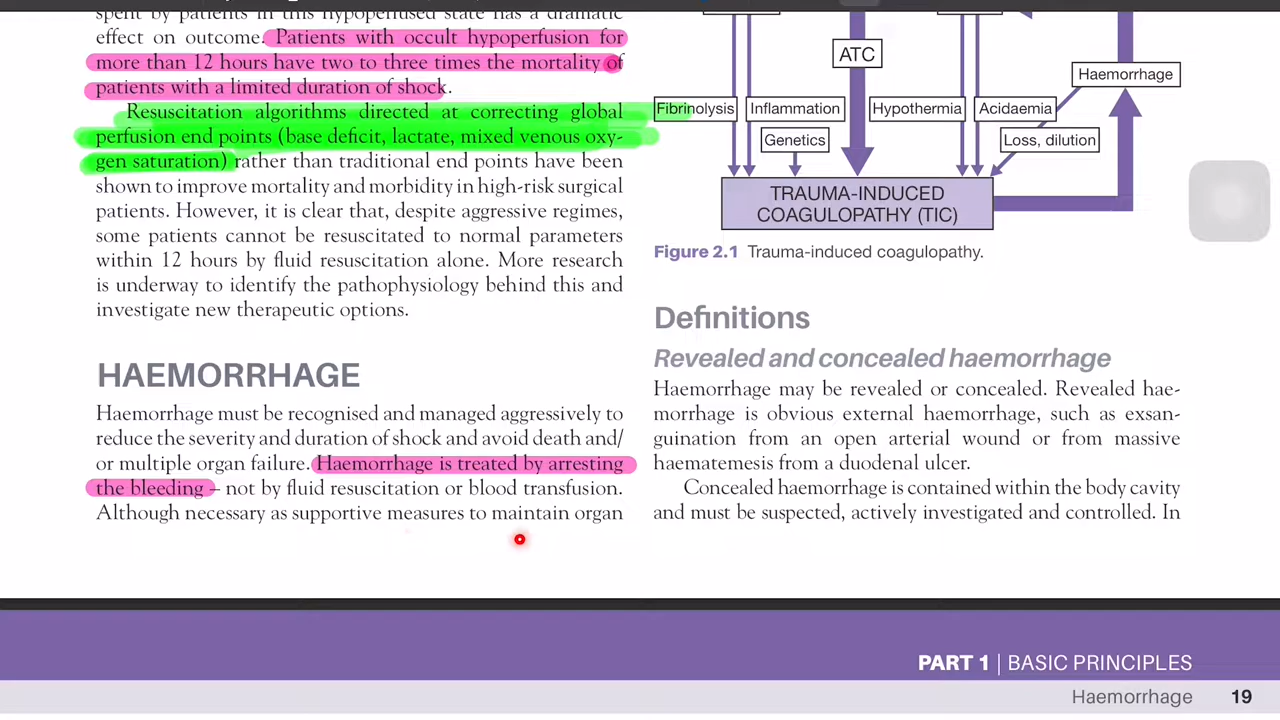 spent by patients in this hypoperfused state has a dramatic
effect on outcome. Patients with occult hypoperfusion for
more than 12 hours have two to three times the mortality of
patients with a limited duration of shock.
Resuscitation algorithms directed at correcting global
perfusion end points (base deficit, lactate, mixed venous oxy-
gen saturation) rather than traditional end points have been
shown to improve mortality and morbidity in high-risk surgical
patients. However, it is clear that, despite aggressive regimes,
some patients cannot be resuscitated to normal parameters
within 12 hours by fluid resuscitation alone. More research
is underway to identify the pathophysiology behind this and
investigate new therapeutic options.
HAEMORRHAGE
Haemorrhage must be recognised and managed aggressively to
reduce the severity and duration of shock and avoid death and/
or multiple organ failure. Haemorrhage is treated by arresting
the bleeding – not by fluid resuscitation or blood transfusion.
Although necessary as supportive measures to maintain organ
ATC
Haemorrhage
Fibrinolysis
Inflammation
Hypothermia
Acidaemia
Genetics
Loss, dilution
TRAUMA-INDUCED
COAGULOPATHY (TIC)
Figure 2.1 Trauma-induced coagulopathy.
Definitions
Revealed and concealed haemorrhage
Haemorrhage may be revealed or concealed. Revealed hae-
morrhage is obvious external haemorrhage, such as exsan-
guination from an open arterial wound or from massive
haematemesis from a duodenal ulcer.
Concealed haemorrhage is contained within the body cavity
and must be suspected, actively investigated and controlled. In
PART 1 | BASIC PRINCIPLES
Haemorrhage 19